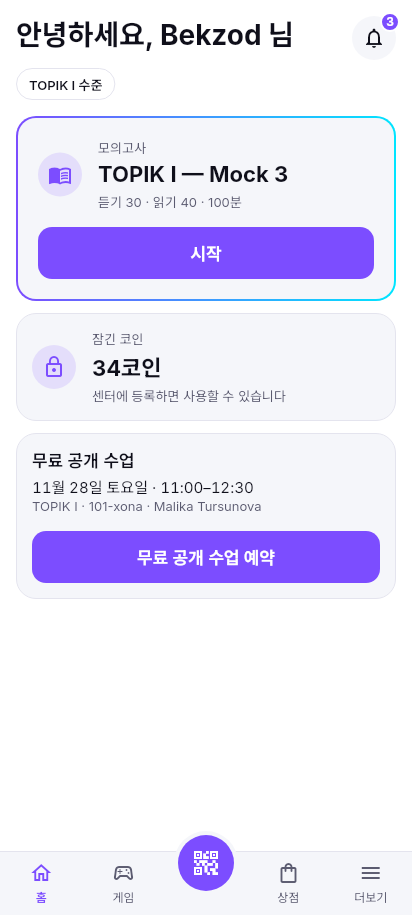 안녕하세요, Bekzod 님
3
TOPIK I 수준
모의고사
TOPIK I — Mock 3
듣기 30 · 읽기 40 · 100분
시작
잠긴 코인
34코인
센터에 등록하면 사용할 수 있습니다
무료 공개 수업
11월 28일 토요일 · 11:00–12:30
TOPIK I · 101-xona · Malika Tursunova
무료 공개 수업 예약
홈
게임
상점
더보기